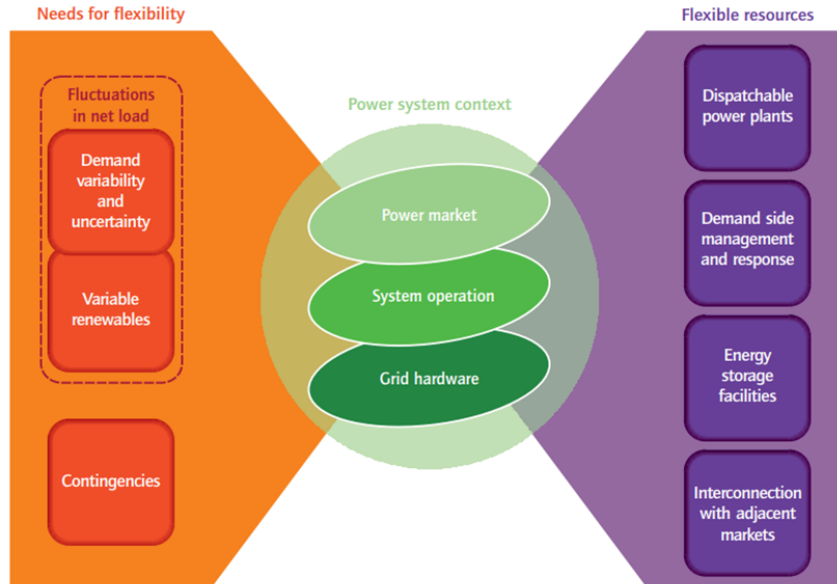 Needs for flexibility
Fluctuations
in net load
Demand
variability
and
uncertainty
Variable
renewables
Contingencies
Power system context
Power market
System operation
Grid hardware
Flexible resources
Dispatchable
power plants
Demand side
management
and response
Energy
storage
facilities
Interconnection
with adjacent
markets